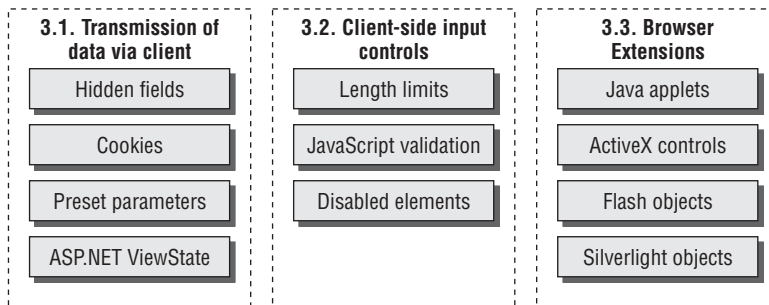 3.1. Transmission of
data via client
Hidden fields
Cookies
Preset parameters
ASP.NET ViewState
3.2. Client-side input
controls
Length limits
JavaScript validation
Disabled elements
3.3. Browser
Extensions
Java applets
ActiveX controls
Flash objects
Silverlight objects